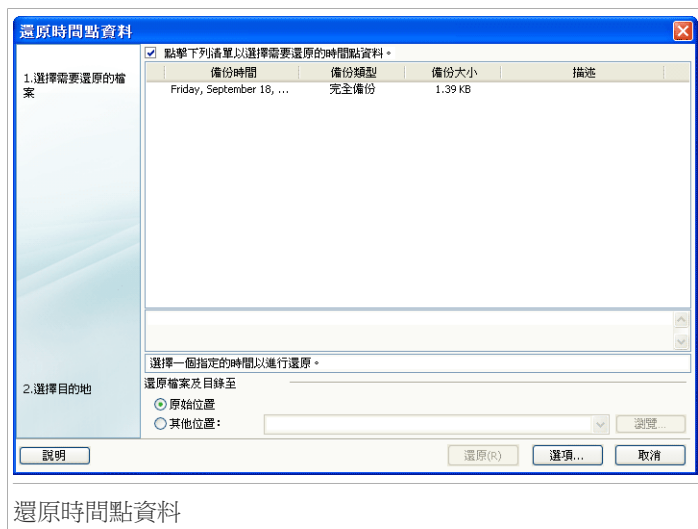 還原時間點資料
點擊下列清單以選擇需要還原的時間點資料。
1.選擇需要還原的檔
案
備份時間 備份類型 備份大小 描述
Friday, September 18, ... 完全備份 1.39 KB
選擇一個指定的時間以進行還原。
2.選擇目的地
還原檔案及目錄至
原始位置
其他位置：
瀏覽...
說明 還原(R) 選項... 取消
還原時間點資料